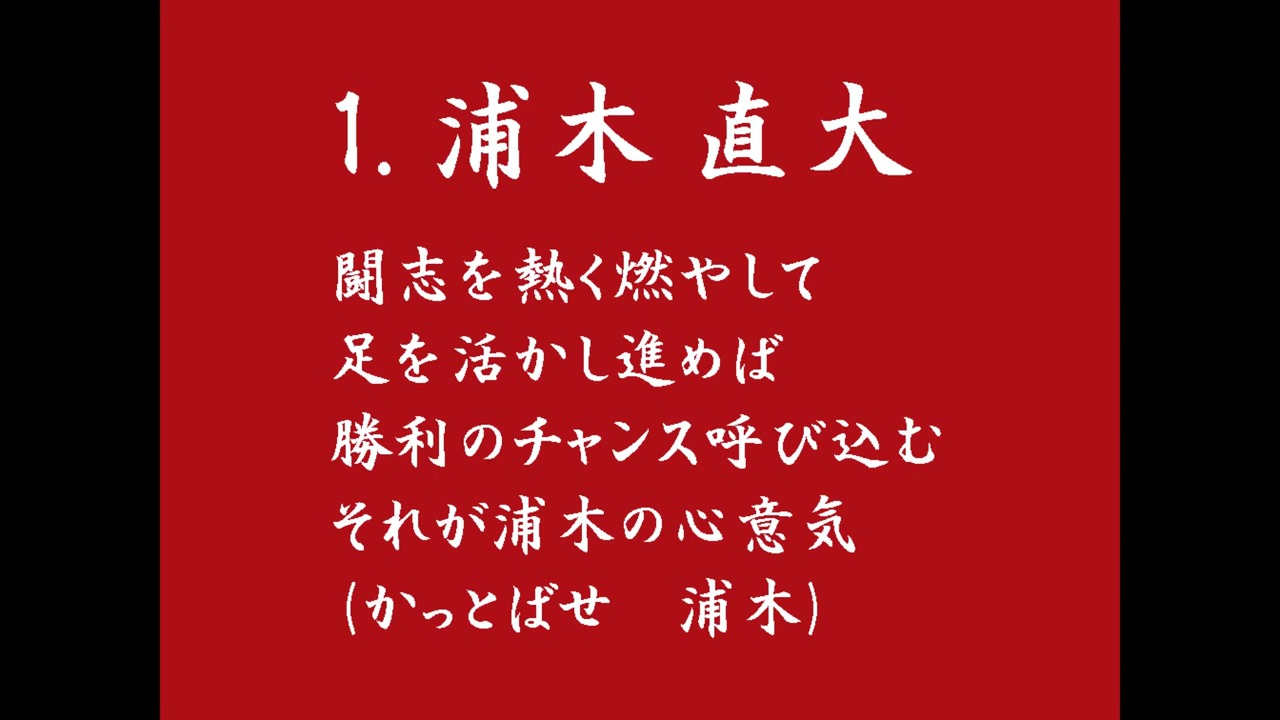 1. 浦木 直大
闘志を熱く燃やして
足を活かし進めば
勝利のチャンス呼び込む
それが浦木の心意気
(かっとばせ　浦木)